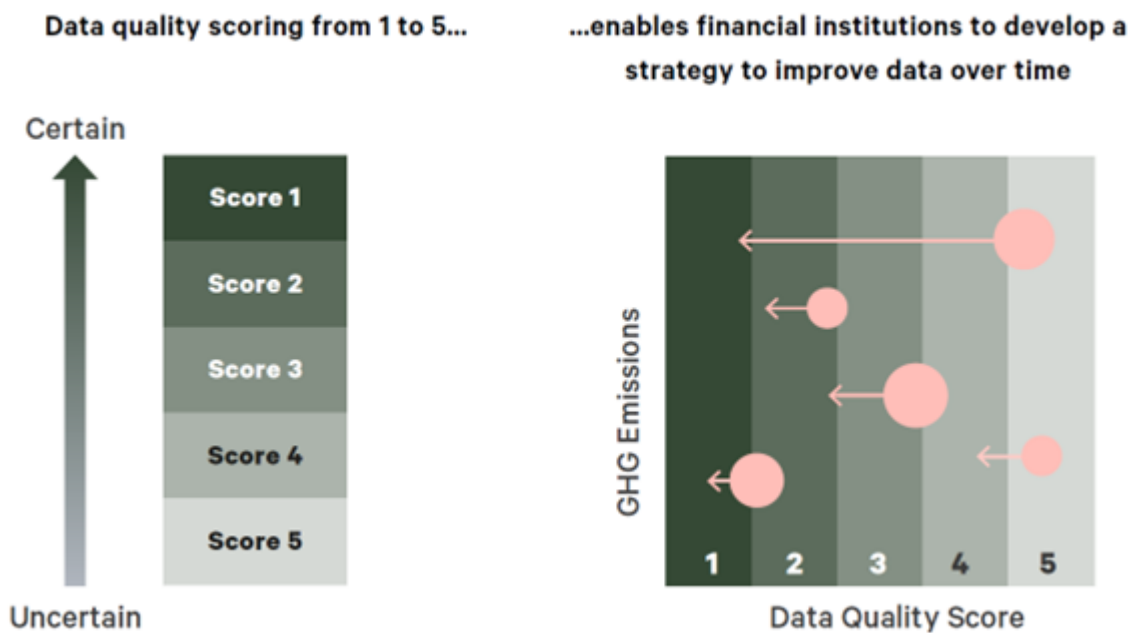 Data quality scoring from 1 to 5...
...enables financial institutions to develop a
strategy to improve data over time
Certain
Score 1
Score 2
Score 3
Score 4
Score 5
Uncertain
GHG Emissions
1 2 3 4 5
Data Quality Score